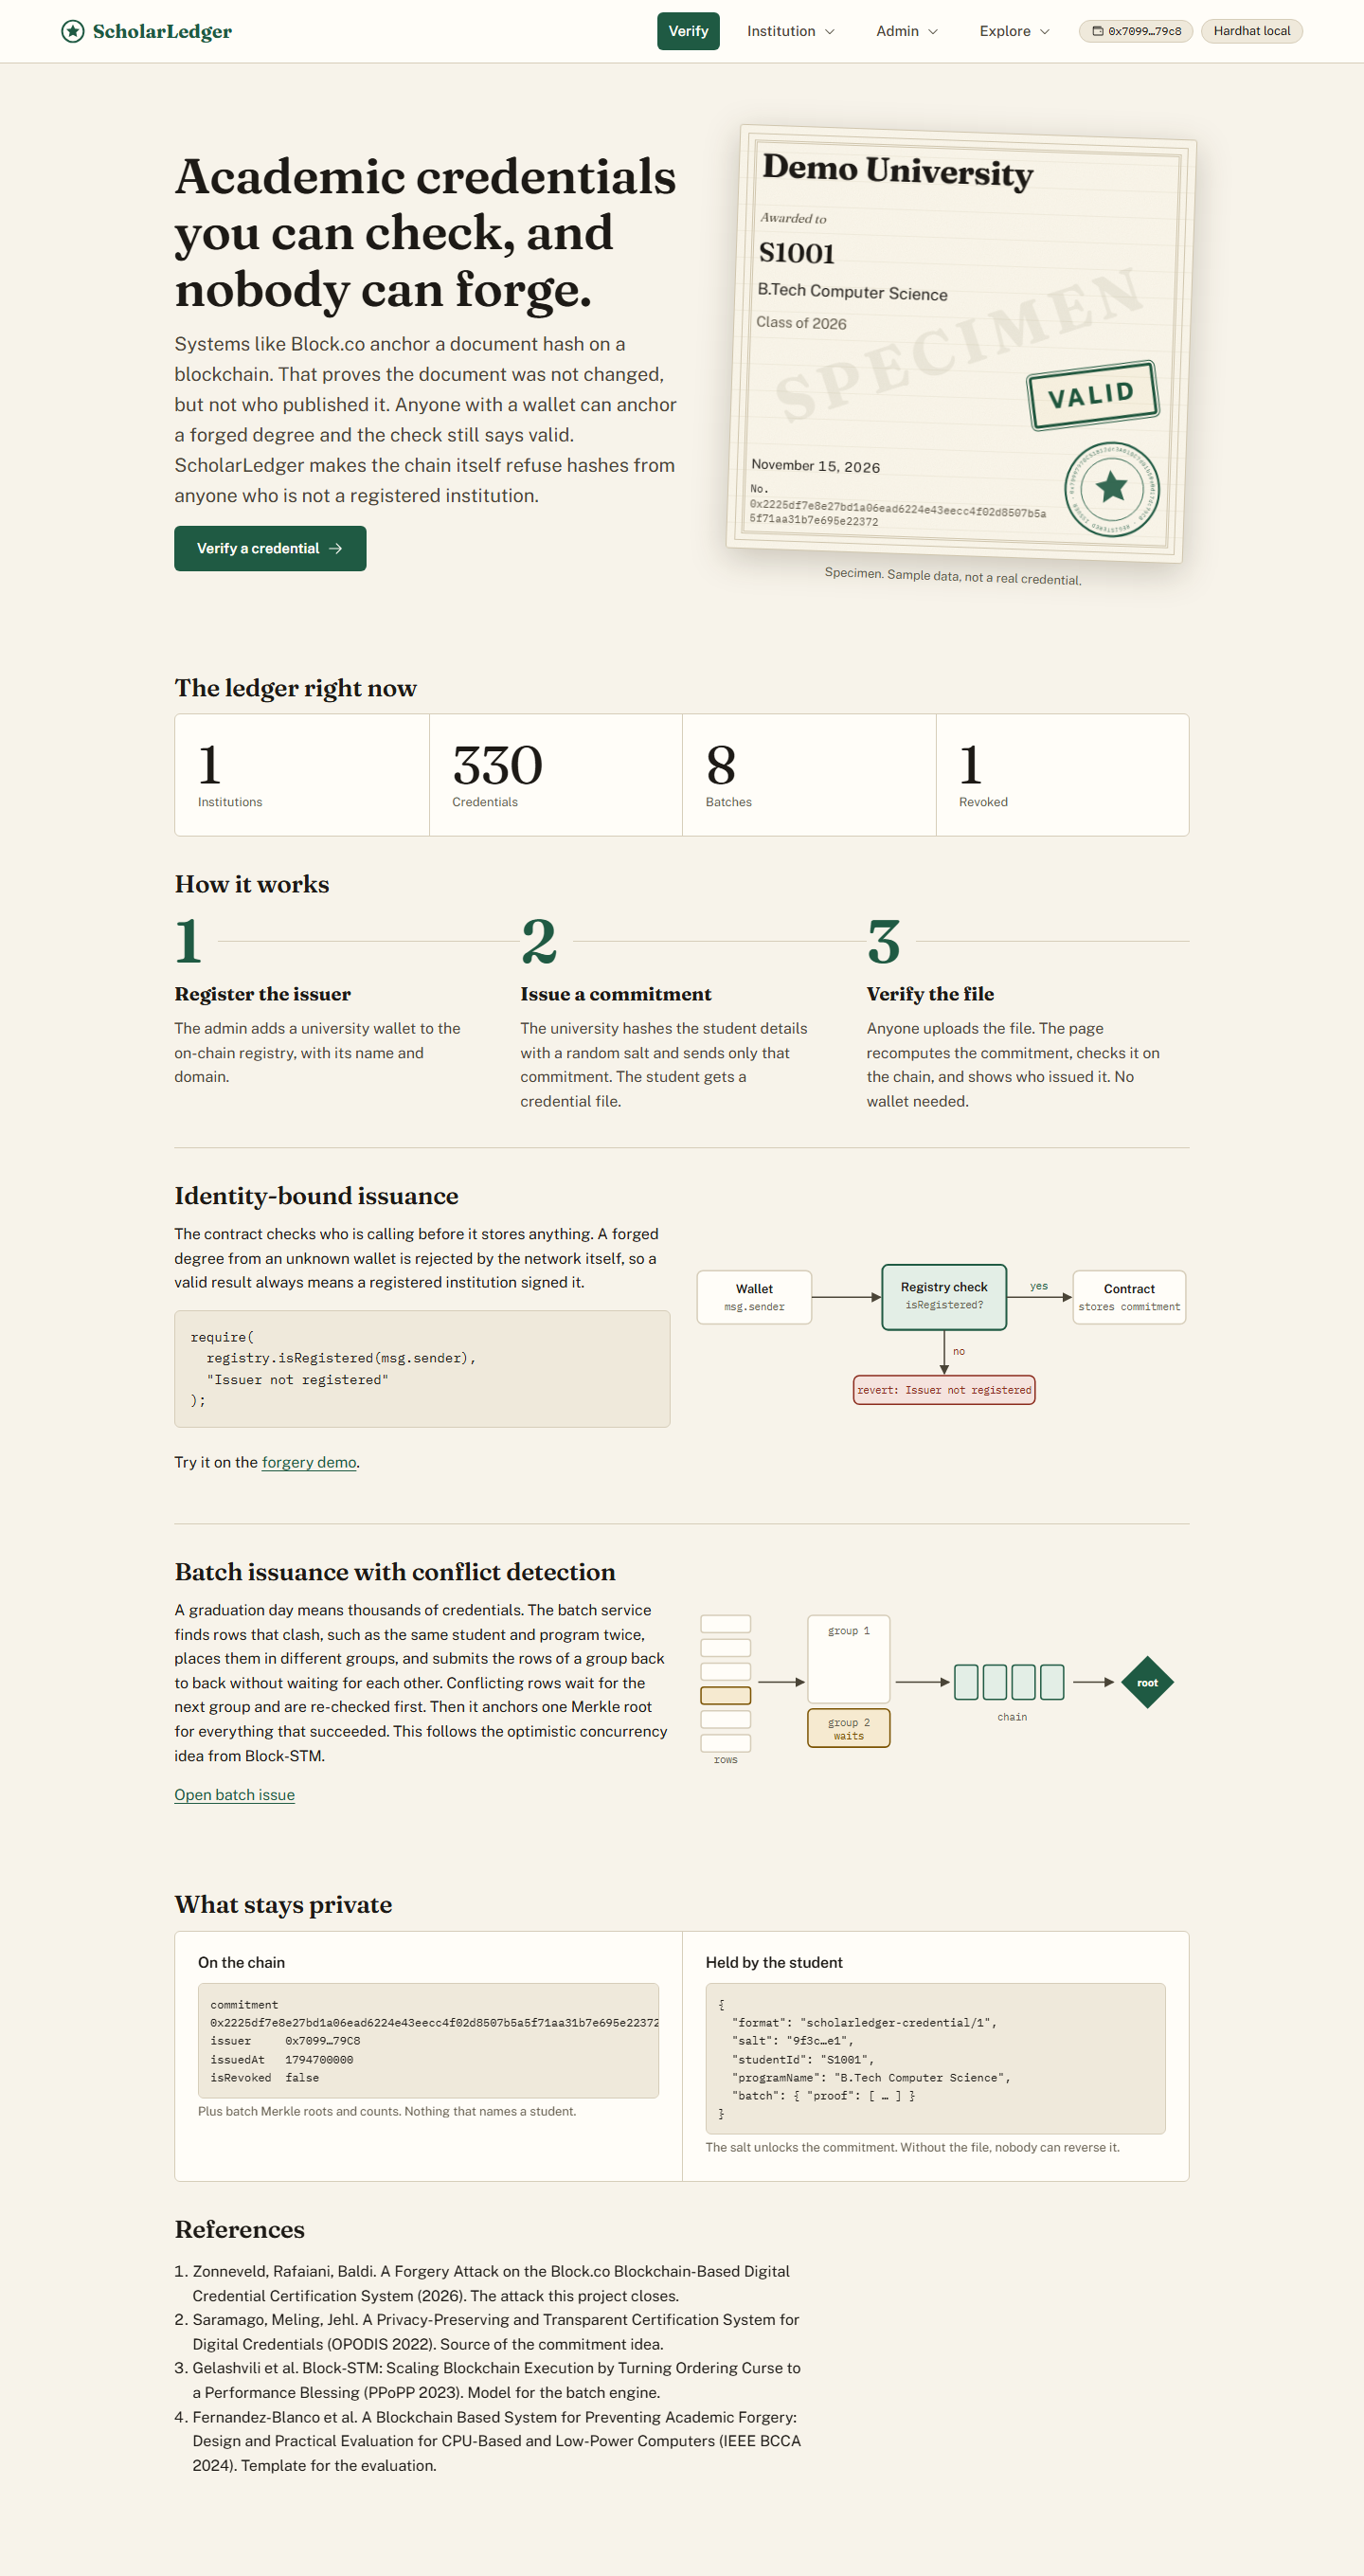 ScholarLedger
Verify
Institution
Admin
Explore
0x7099…79c8
Hardhat local
Academic credentials
you can check, and
nobody can forge.
Systems like Block.co anchor a document hash on a
blockchain. That proves the document was not changed,
but not who published it. Anyone with a wallet can anchor
a forged degree and the check still says valid.
ScholarLedger makes the chain itself refuse hashes from
anyone who is not a registered institution.
Verify a credential
Demo University
Awarded to
S1001
B.Tech Computer Science
Class of 2026
SPECIMEN
VALID
November 15, 2026
No.
0x2225df7e8e27bd1a06ead6224e43eecc4f02d8507b5a
5f71aa31b7e695e22372
Specimen. Sample data, not a real credential.
The ledger right now
1
Institutions
330
Credentials
8
Batches
1
Revoked
How it works
1
Register the issuer
The admin adds a university wallet to the
on-chain registry, with its name and
domain.
2
Issue a commitment
The university hashes the student details
with a random salt and sends only that
commitment. The student gets a
credential file.
3
Verify the file
Anyone uploads the file. The page
recomputes the commitment, checks it on
the chain, and shows who issued it. No
wallet needed.
Identity-bound issuance
The contract checks who is calling before it stores anything. A forged
degree from an unknown wallet is rejected by the network itself, so a
valid result always means a registered institution signed it.
require(
  registry.isRegistered(msg.sender),
  "Issuer not registered"
);
Try it on the forgery demo.
Wallet
msg.sender
Registry check
isRegistered?
yes
Contract
stores commitment
no
revert: Issuer not registered
Batch issuance with conflict detection
A graduation day means thousands of credentials. The batch service
finds rows that clash, such as the same student and program twice,
places them in different groups, and submits the rows of a group back
to back without waiting for each other. Conflicting rows wait for the
next group and are re-checked first. Then it anchors one Merkle root
for everything that succeeded. This follows the optimistic concurrency
idea from Block-STM.
Open batch issue
rows
group 1
group 2
waits
chain
root
What stays private
On the chain
commitment
0x2225df7e8e27bd1a06ead6224e43eecc4f02d8507b5a5f71aa31b7e695e22372
issuer     0x7099…79C8
issuedAt   1794700000
isRevoked  false
Plus batch Merkle roots and counts. Nothing that names a student.
Held by the student
{
  "format": "scholarledger-credential/1",
  "salt": "9f3c…e1",
  "studentId": "S1001",
  "programName": "B.Tech Computer Science",
  "batch": { "proof": [ … ] }
}
The salt unlocks the commitment. Without the file, nobody can reverse it.
References
1. Zonneveld, Rafaiani, Baldi. A Forgery Attack on the Block.co Blockchain-Based Digital
Credential Certification System (2026). The attack this project closes.
2. Saramago, Meling, Jehl. A Privacy-Preserving and Transparent Certification System for
Digital Credentials (OPODIS 2022). Source of the commitment idea.
3. Gelashvili et al. Block-STM: Scaling Blockchain Execution by Turning Ordering Curse to
a Performance Blessing (PPoPP 2023). Model for the batch engine.
4. Fernandez-Blanco et al. A Blockchain Based System for Preventing Academic Forgery:
Design and Practical Evaluation for CPU-Based and Low-Power Computers (IEEE BCCA
2024). Template for the evaluation.